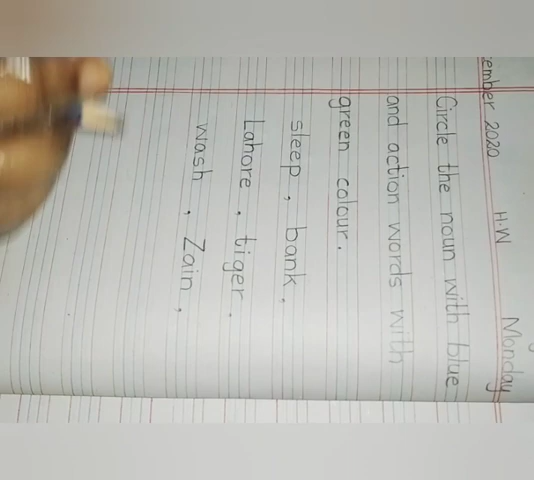 2020 H.W Monday
Circle the noun with blue
and action words with
green colour.
sleep, bank,
Lahore, tiger.
wash, Zain,